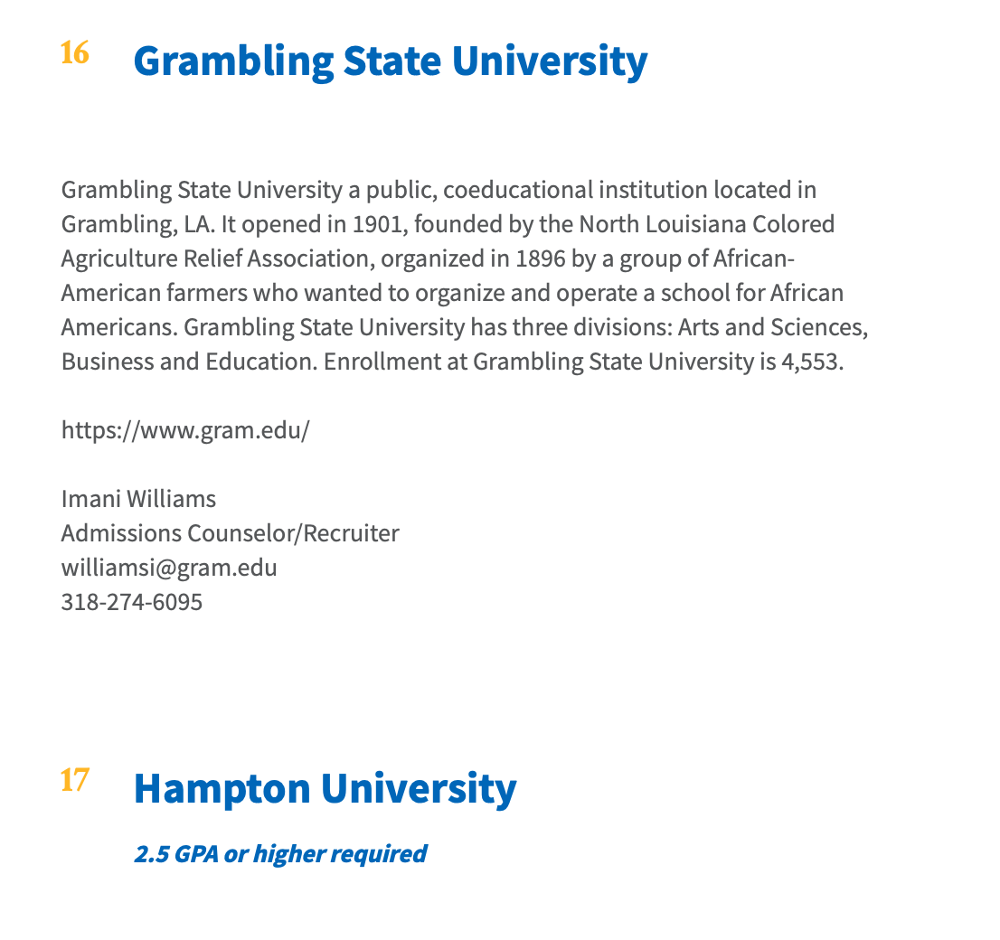 16
Grambling State University
Grambling State University a public, coeducational institution located in
Grambling, LA. It opened in 1901, founded by the North Louisiana Colored
Agriculture Relief Association, organized in 1896 by a group of African-
American farmers who wanted to organize and operate a school for African
Americans. Grambling State University has three divisions: Arts and Sciences,
Business and Education. Enrollment at Grambling State University is 4,553.
https://www.gram.edu/
Imani Williams
Admissions Counselor/Recruiter
williamsi@gram.edu
318-274-6095
17
Hampton University
2.5 GPA or higher required